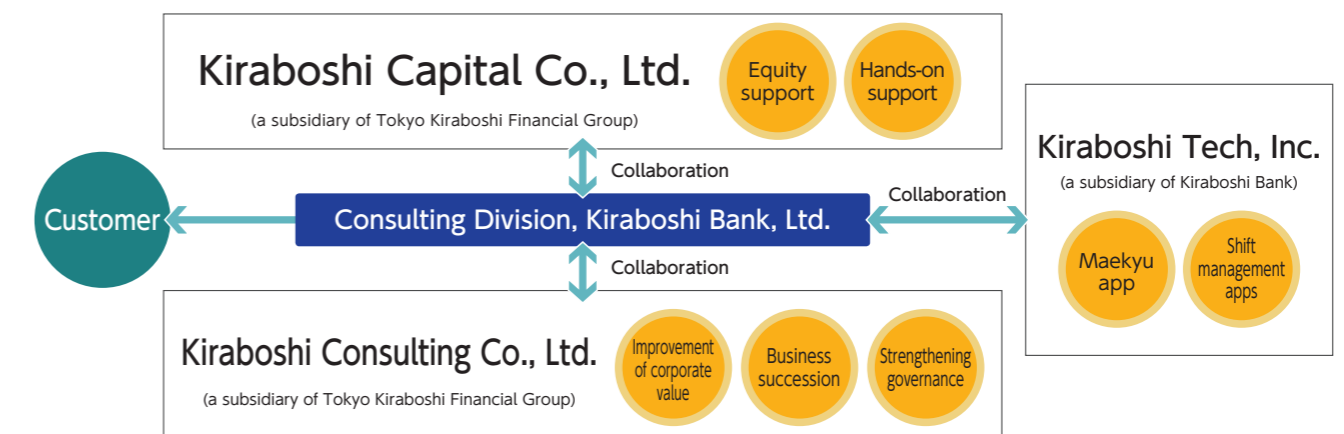 Kiraboshi Capital Co., Ltd.
(a subsidiary of Tokyo Kiraboshi Financial Group)
Equity
support
Hands-on
support
Collaboration
Customer
Consulting Division, Kiraboshi Bank, Ltd.
Collaboration
Kiraboshi Tech, Inc.
(a subsidiary of Kiraboshi Bank)
Maekyu
app
Shift
management
apps
Collaboration
Kiraboshi Consulting Co., Ltd.
(a subsidiary of Tokyo Kiraboshi Financial Group)
Improvement
of corporate
value
Business
succession
Strengthening
governance